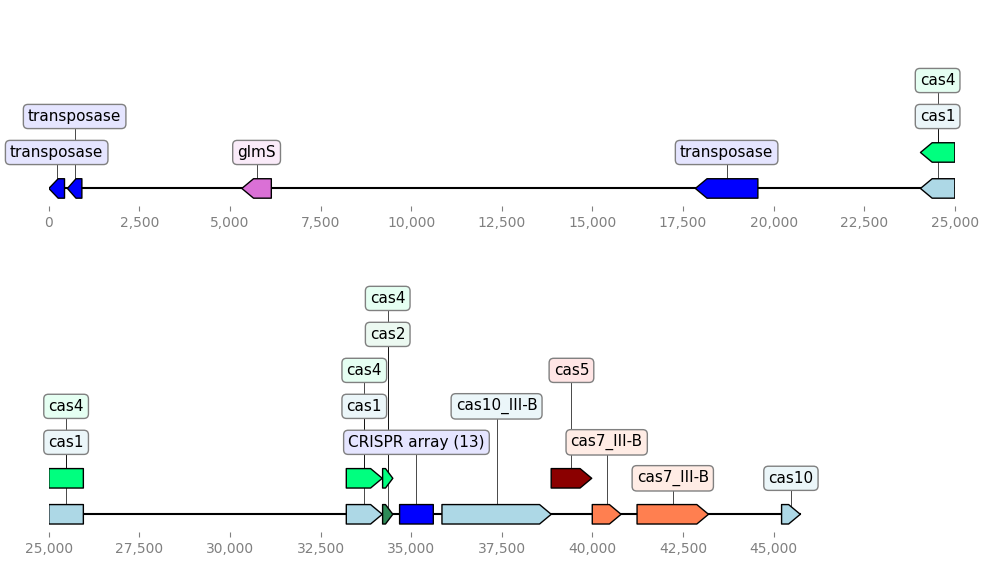 cas4
transposase
cas1
transposase
glmS
transposase
0
2,500
5,000
7,500
10,000
12,500
15,000
17,500
20,000
22,500
25,000
cas4
cas2
cas4
cas5
cas4
cas1
cas10_III-B
cas1
CRISPR array (13)
cas7_III-B
cas7_III-B
cas10
25,000
27,500
30,000
32,500
35,000
37,500
40,000
42,500
45,000